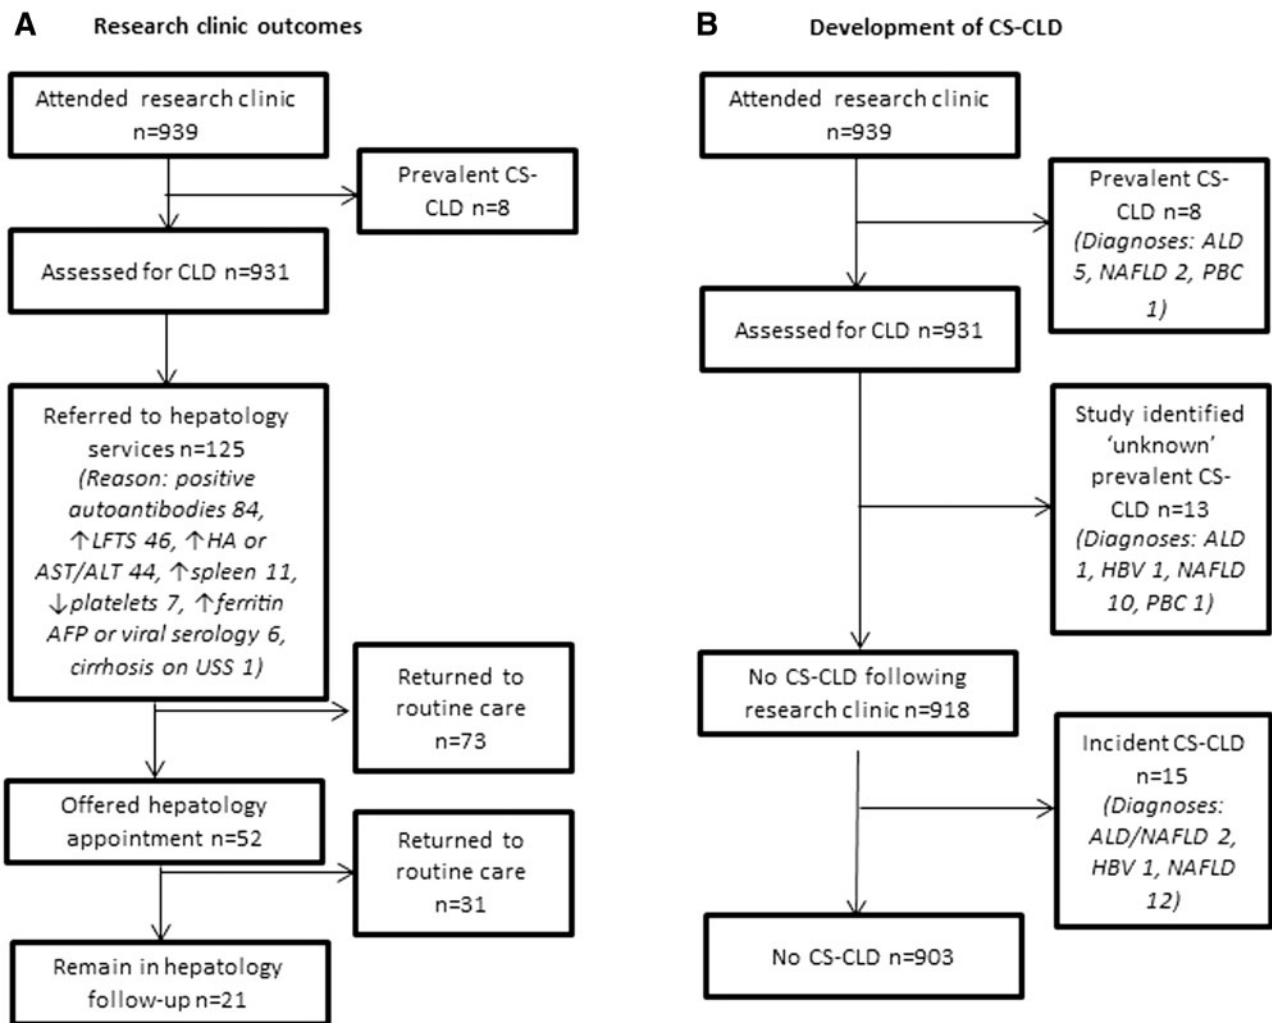 A Research clinic outcomes
Attended research clinic
n=939
Prevalent CS-
CLD n=8
Assessed for CLD n=931
Referred to hepatology
services n=125
(Reason: positive
autoantibodies 84,
↑LFTS 46, ↑HA or
AST/ALT 44, ↑spleen 11,
↓platelets 7, ↑ferritin
AFP or viral serology 6,
cirrhosis on USS 1)
Returned to
routine care
n=73
Offered hepatology
appointment n=52
Returned to
routine care
n=31
Remain in hepatology
follow-up n=21
B Development of CS-CLD
Attended research clinic
n=939
Prevalent CS-
CLD n=8
(Diagnoses: ALD
5, NAFLD 2, PBC
1)
Assessed for CLD n=931
Study identified
‘unknown’
prevalent CS-
CLD n=13
(Diagnoses: ALD
1, HBV 1, NAFLD
10, PBC 1)
No CS-CLD following
research clinic n=918
Incident CS-CLD
n=15
(Diagnoses:
ALD/NAFLD 2,
HBV 1, NAFLD
12)
No CS-CLD n=903